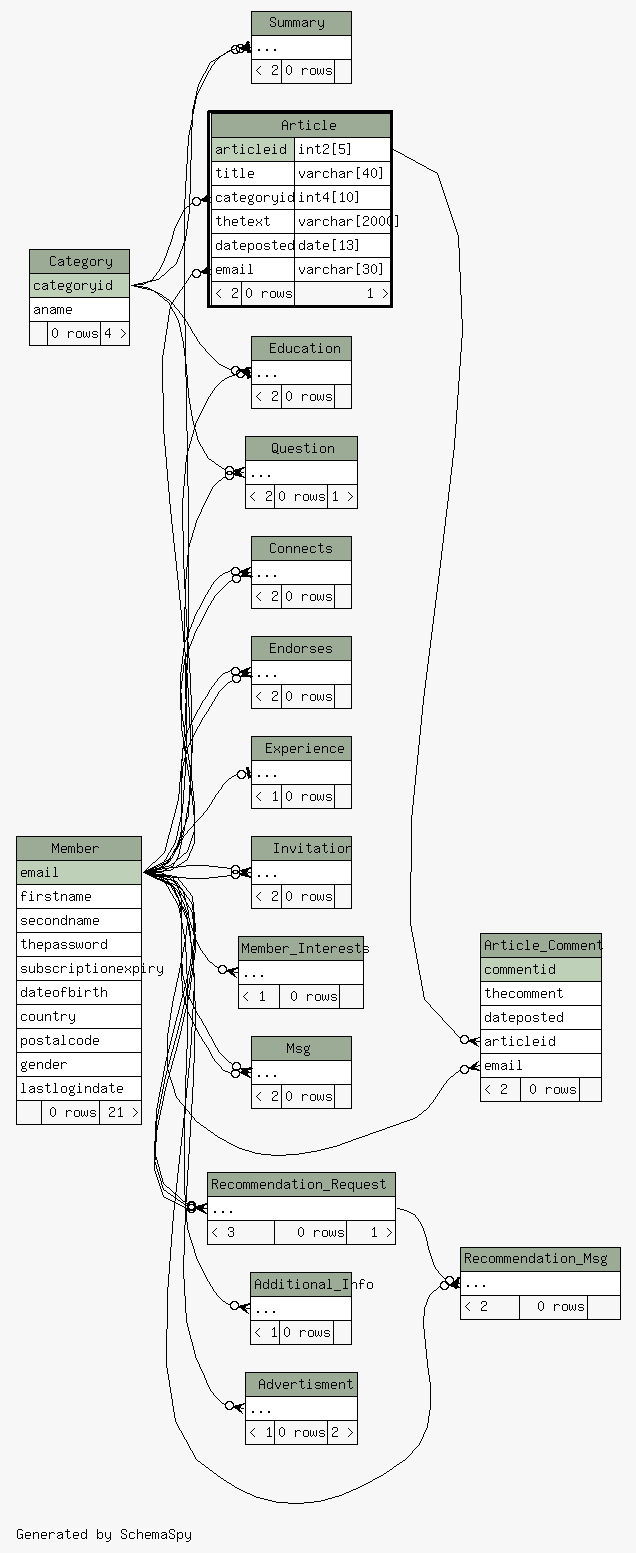 Summary
...
< 2 0 rows
Article
articleid int2[5]
title varchar[40]
categoryid int4[10]
thetext varchar[2000]
dateposted date[13]
email varchar[30]
< 2 0 rows 1 >
Category
categoryid
aname
0 rows 4 >
Education
...
< 2 0 rows
Question
...
< 2 0 rows 1 >
Connects
...
< 2 0 rows
Endorses
...
< 2 0 rows
Experience
...
< 1 0 rows
Member
email
firstname
secondname
thepassword
subscriptionexpiry
dateofbirth
country
postalcode
gender
lastlogindate
0 rows 21 >
Invitation
...
< 2 0 rows
Member_Interests
...
< 1 0 rows
Article_Comment
commentid
thecomment
dateposted
articleid
email
< 2 0 rows
Msg
...
< 2 0 rows
Recommendation_Request
...
< 3 0 rows 1 >
Recommendation_Msg
...
< 2 0 rows
Additional_Info
...
< 1 0 rows
Advertisment
...
< 1 0 rows 2 >
Generated by SchemaSpy